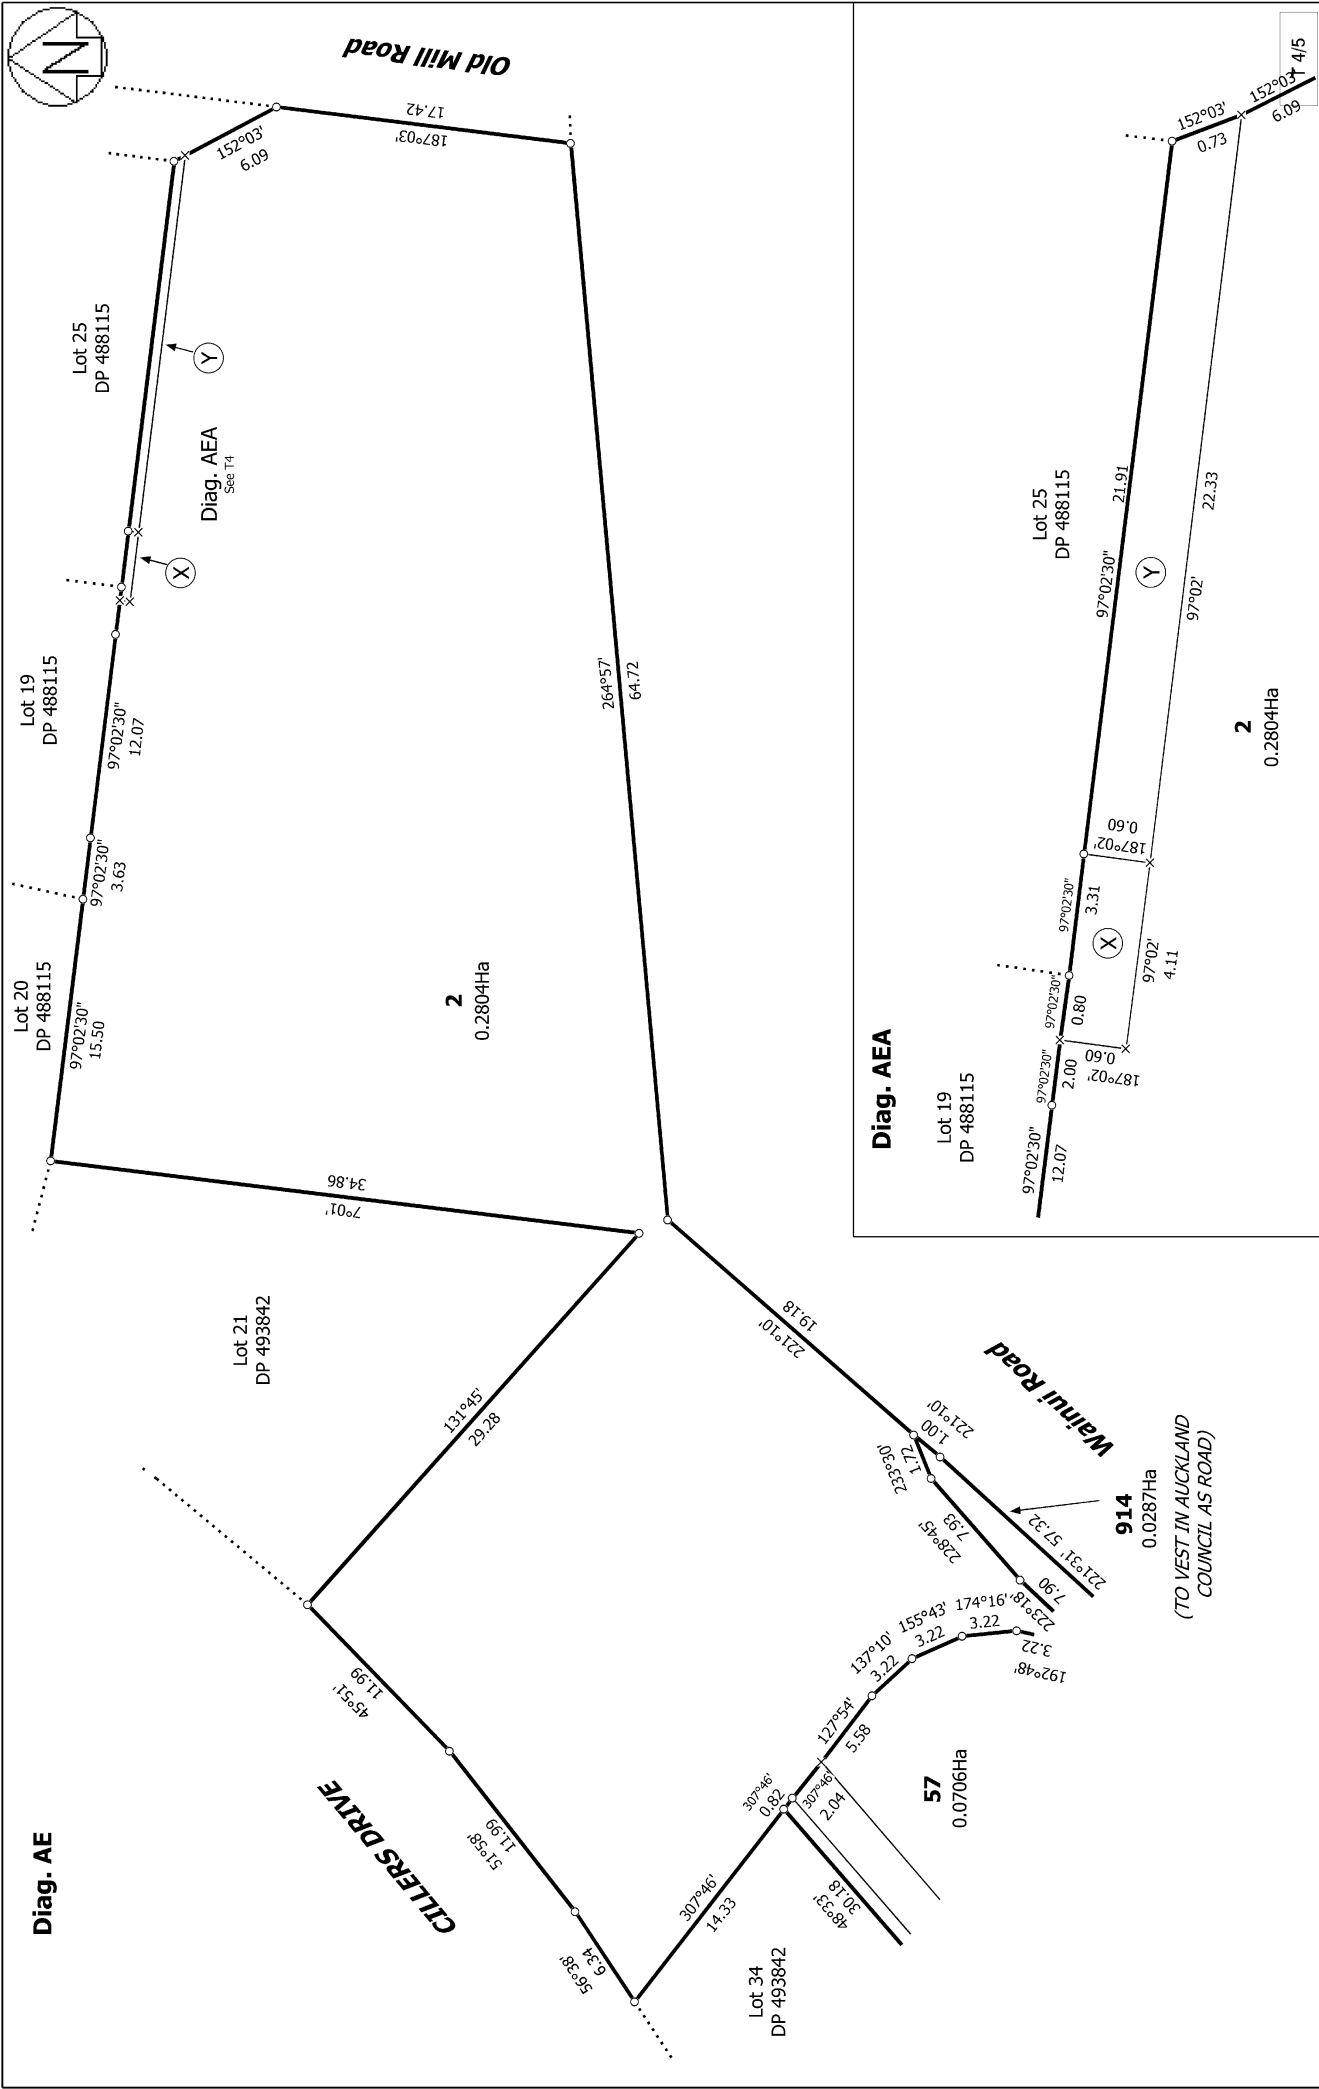 Diag. AE
CILLERS DRIVE
Old Mill Road
Wainui Road
N
Lot 20
DP 488115
Lot 19
DP 488115
Lot 25
DP 488115
97°02'30"
15.50
97°02'30"
3.63
97°02'30"
12.07
X
Y
Diag. AEA
See T4
152°03'
6.09
187°03'
17.42
264°57'
64.72
2
0.2804Ha
7°01'
34.86
Lot 21
DP 493842
131°45'
29.28
45°51'
11.99
51°58'
11.99
56°38'
6.34
307°46'
14.33
Lot 34
DP 493842
307°46'
0.82
307°46'
2.04
48°33'
30.18
127°54'
5.58
137°10'
3.22
155°43'
3.22
174°16'
3.22
192°48'
3.22
57
0.0706Ha
221°10'
19.18
221°10'
1.00
233°30'
1.72
228°45'
7.93
223°18'
7.90
221°31' 57.32
914
0.0287Ha
(TO VEST IN AUCKLAND
COUNCIL AS ROAD)
Diag. AEA
Lot 19
DP 488115
Lot 25
DP 488115
97°02'30"
12.07
97°02'30"
2.00
97°02'30"
0.80
97°02'30"
3.31
97°02'30"
21.91
187°02'
0.60
187°02'
0.60
X
Y
97°02'
4.11
97°02'
22.33
152°03'
0.73
152°03'
6.09
2
0.2804Ha
T 4/5